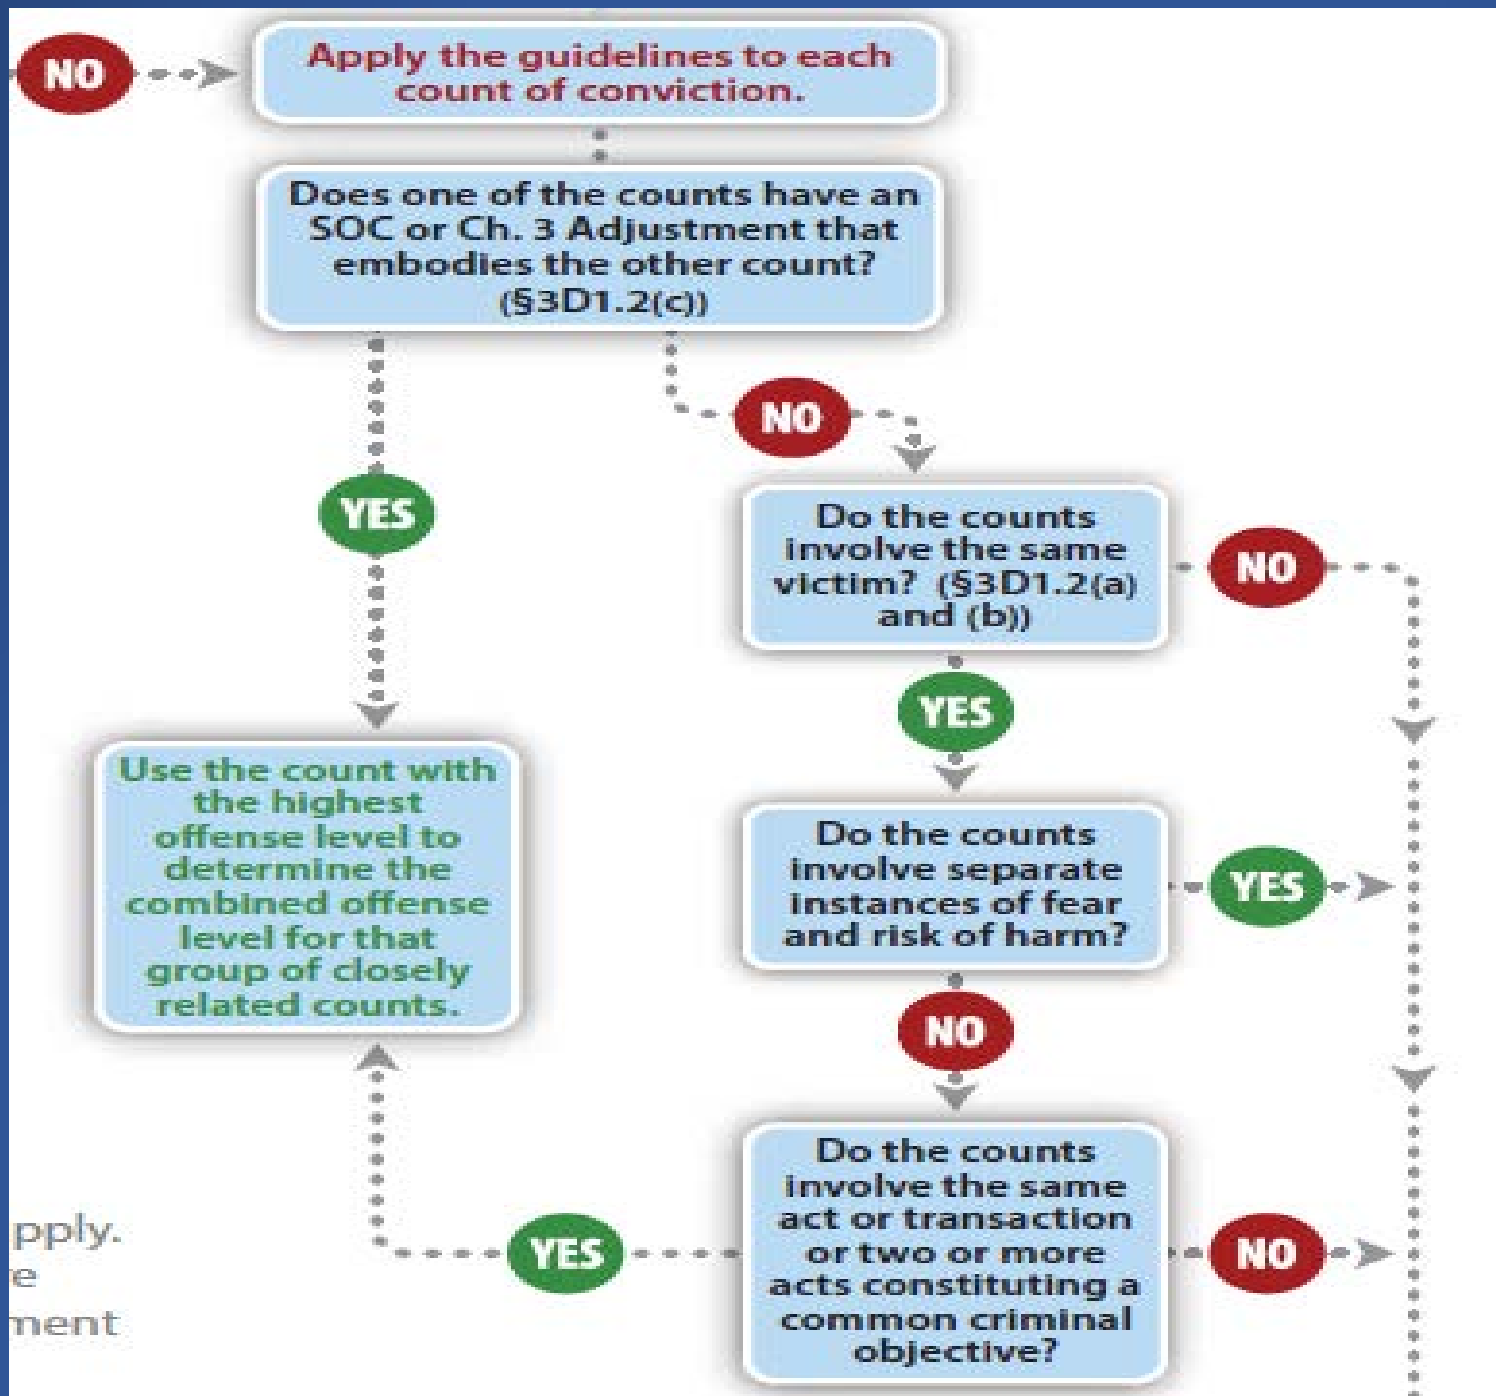 NO
Apply the guidelines to each
count of conviction.
Does one of the counts have an
SOC or Ch. 3 Adjustment that
embodies the other count?
(§3D1.2(c))
NO
YES
Do the counts
involve the same
victim? (§3D1.2(a)
and (b))
NO
YES
Use the count with
the highest
offense level to
determine the
combined offense
level for that
group of closely
related counts.
Do the counts
involve separate
instances of fear
and risk of harm?
YES
NO
Do the counts
involve the same
act or transaction
or two or more
acts constituting a
common criminal
objective?
YES
NO
pply.
e
ment